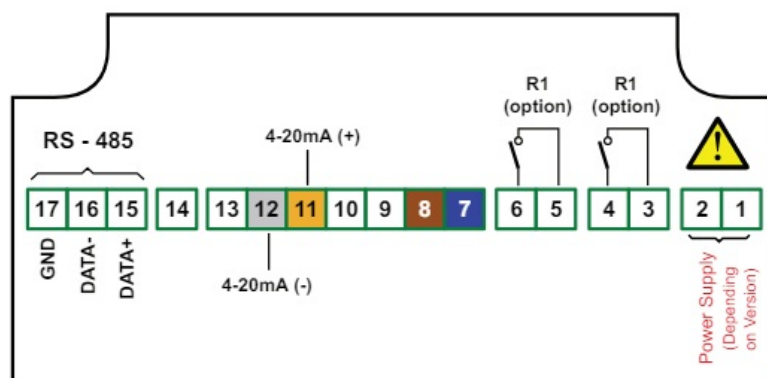 R1
(option)
R1
(option)
4-20mA (+)
RS - 485
!
17 16 15 14 13 12 11 10 9 8 7 6 5 4 3 2 1
GND
DATA-
DATA+
4-20mA (-)
Power Supply
(Depending
on Version)